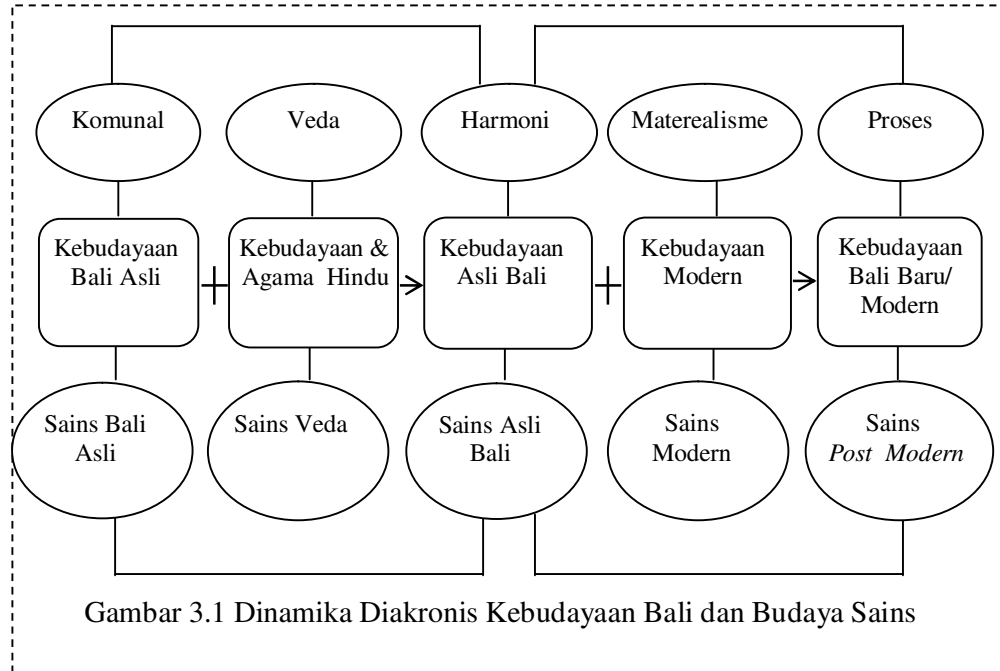 Komunal
Veda
Harmoni
Materealisme
Proses
Kebudayaan
Bali Asli
Kebudayaan &
Agama Hindu
Kebudayaan
Asli Bali
Kebudayaan
Modern
Kebudayaan
Bali Baru/
Modern
Sains Bali
Asli
Sains Veda
Sains Asli
Bali
Sains
Modern
Sains
Post Modern
Gambar 3.1 Dinamika Diakronis Kebudayaan Bali dan Budaya Sains